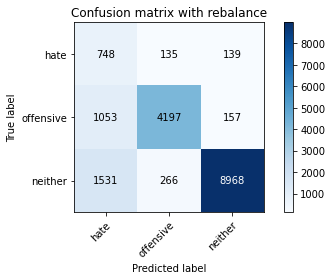 Confusion matrix with rebalance
True label
hate
offensive
neither
748 135 139
1053 4197 157
1531 266 8968
hate
offensive
neither
Predicted label
9000
8000
7000
6000
5000
4000
3000
2000
1000